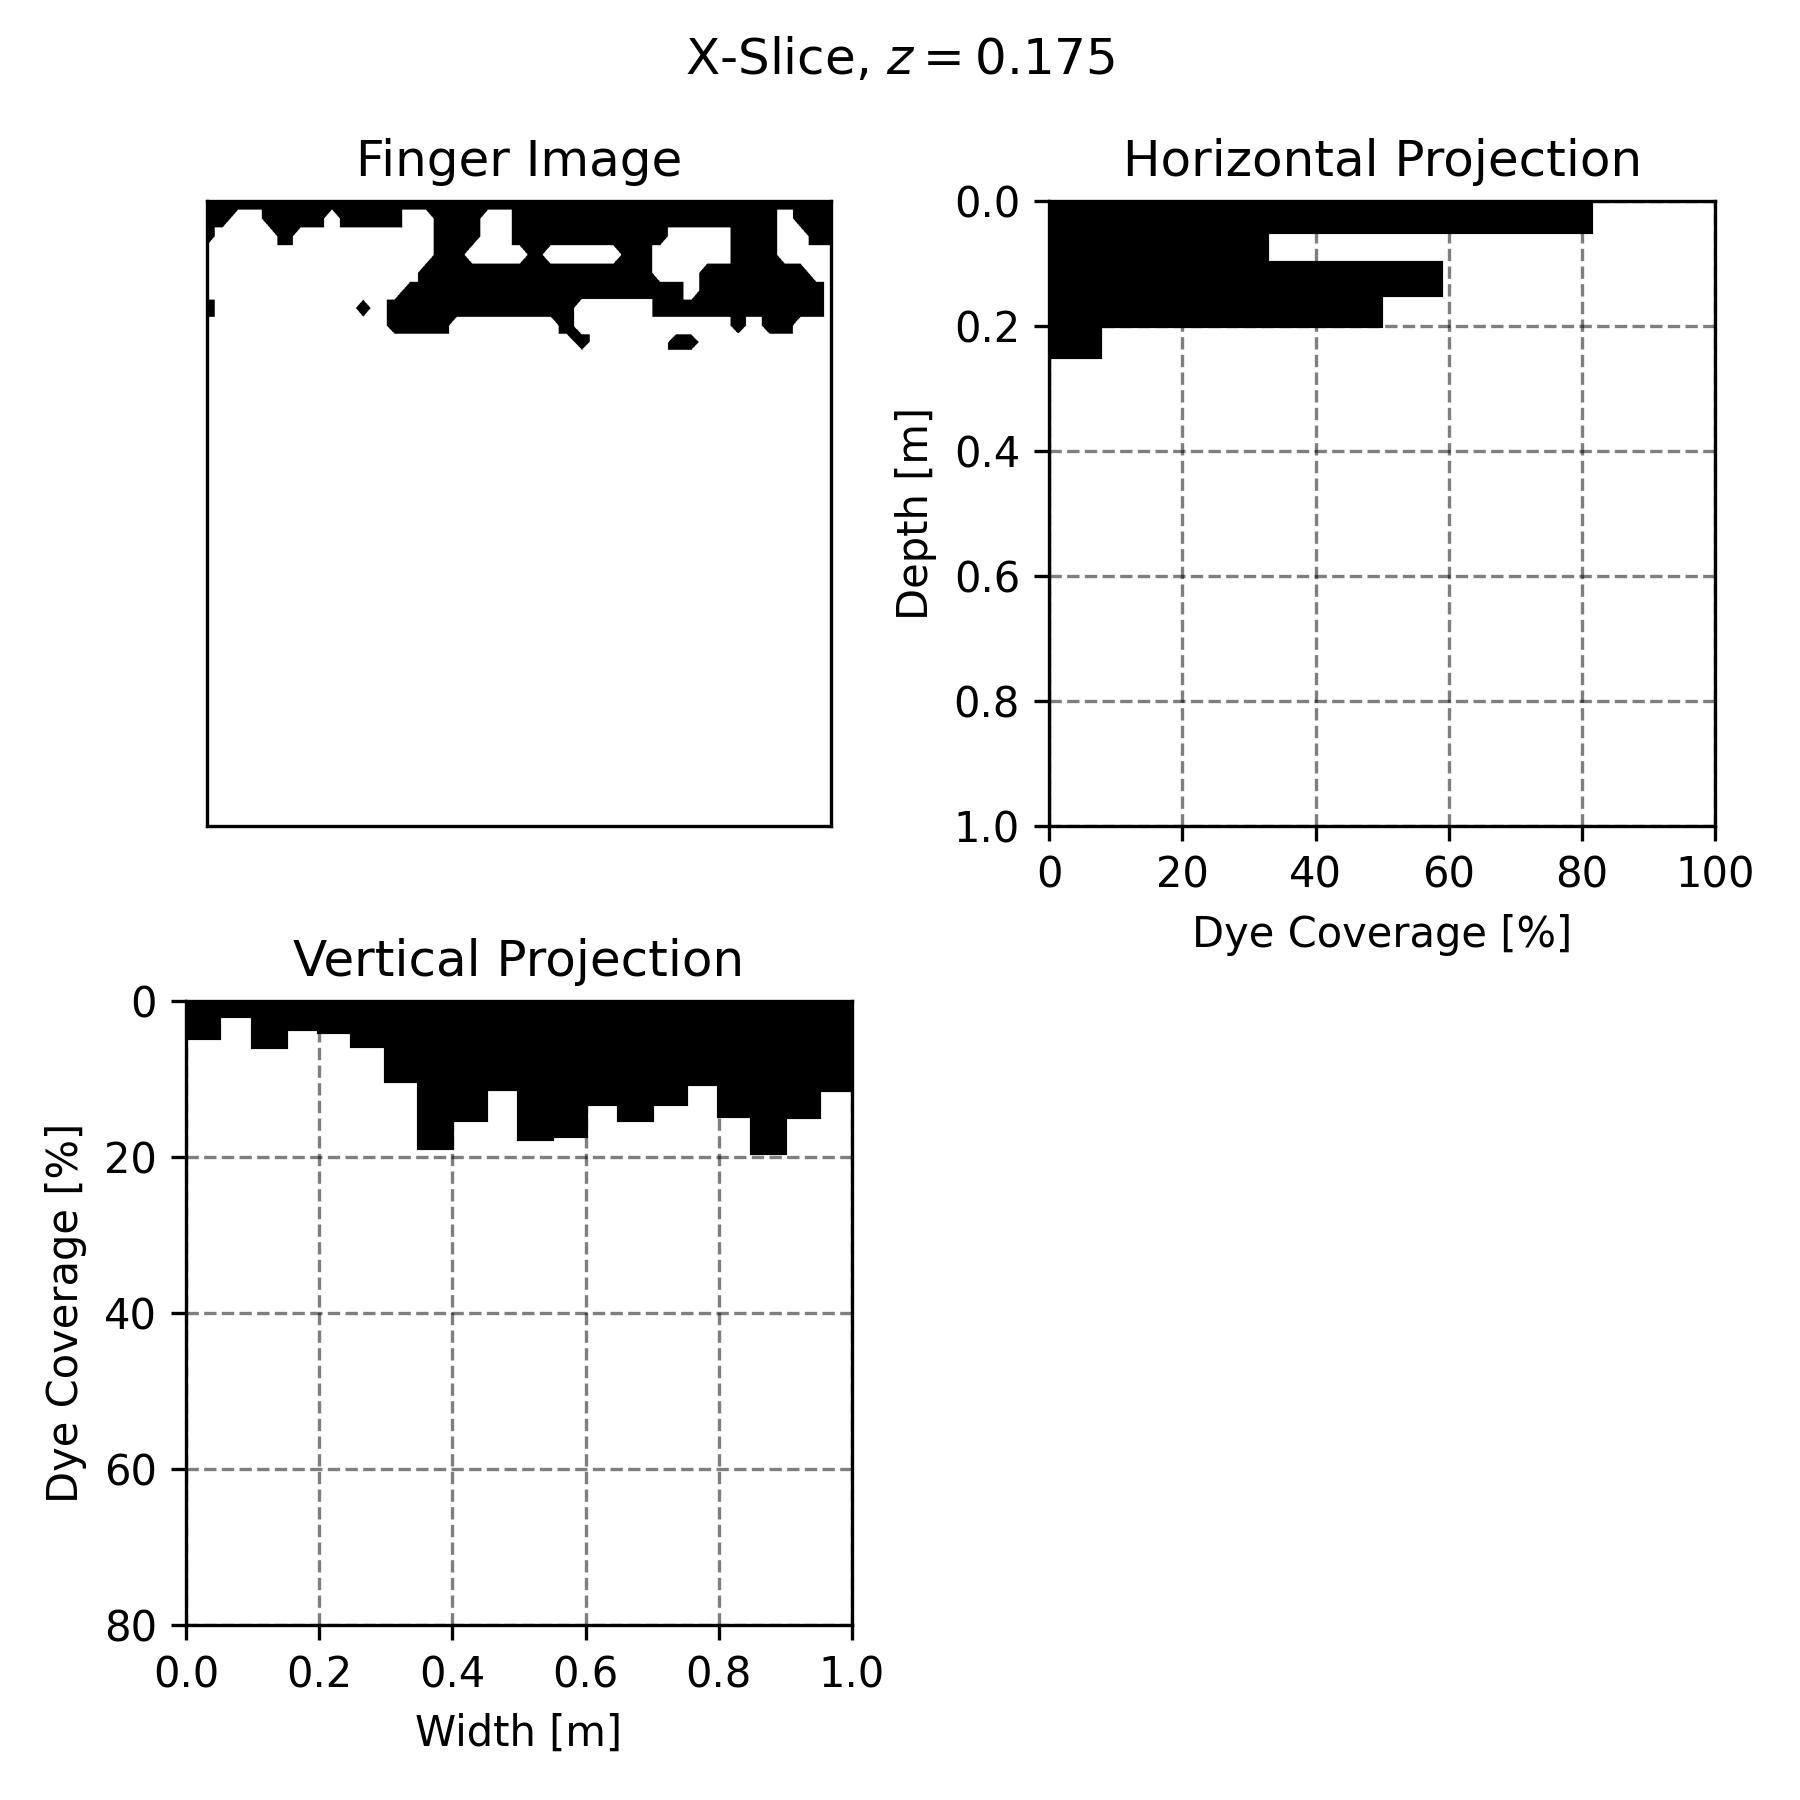 X-Slice, z = 0.175
Finger Image
Horizontal Projection
0.0
0.2
0.4
0.6
0.8
1.0
Depth [m]
0 20 40 60 80 100
Dye Coverage [%]
Vertical Projection
0
20
40
60
80
Dye Coverage [%]
0.0 0.2 0.4 0.6 0.8 1.0
Width [m]